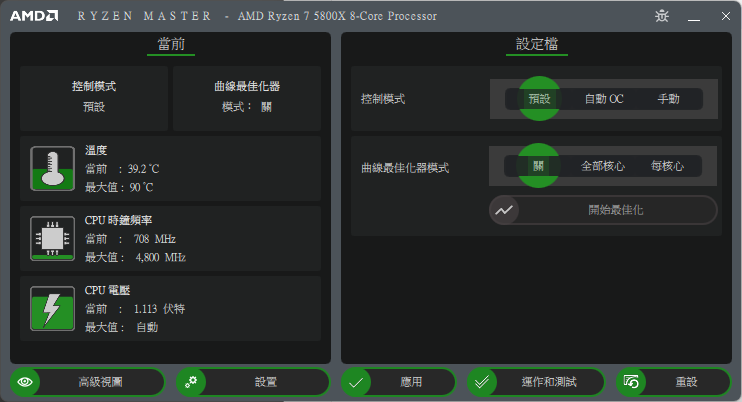 AMD RYZEN MASTER - AMD Ryzen 7 5800X 8-Core Processor
當前
控制模式
預設
曲線最佳化器
模式： 關
溫度
當前 : 39.2 °C
最大值 : 90 °C
CPU 時鐘頻率
當前 : 708 MHz
最大值 : 4,800 MHz
CPU 電壓
當前 : 1.113 伏特
最大值 : 自動
設定檔
控制模式 預設 自動 OC 手動
曲線最佳化器模式 關 全部核心 每核心
開始最佳化
高級視圖 設置 應用 運作和測試 重設